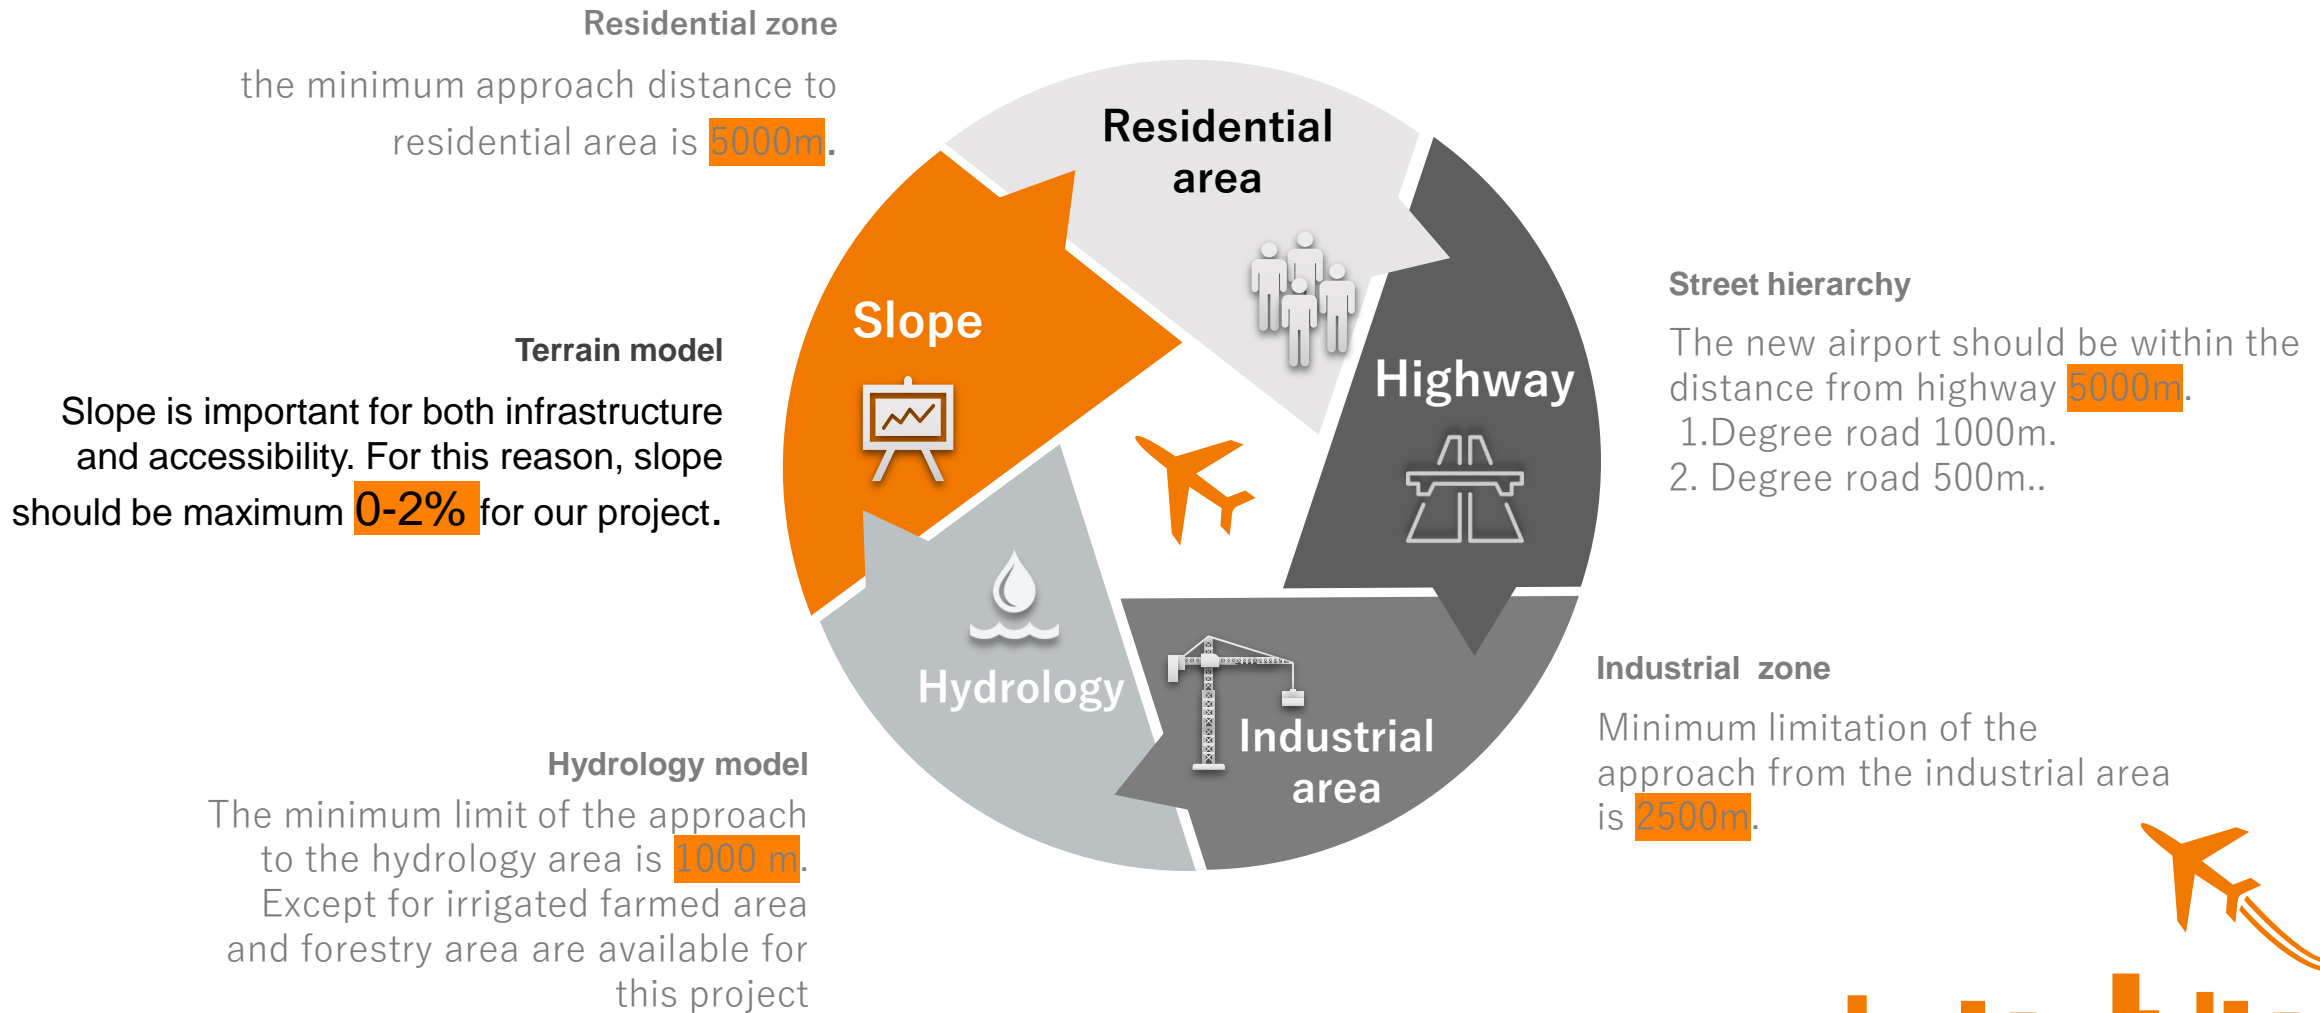 Residential zone
the minimum approach distance to
residential area is 5000m.
Residential
area
Slope
Highway
Hydrology
Industrial
area
Street hierarchy
The new airport should be within the
distance from highway 5000m.
1.Degree road 1000m.
2. Degree road 500m..
Terrain model
Slope is important for both infrastructure
and accessibility. For this reason, slope
should be maximum 0-2% for our project.
Industrial  zone
Minimum limitation of the
approach from the industrial area
is 2500m.
Hydrology model
The minimum limit of the approach
to the hydrology area is 1000 m.
Except for irrigated farmed area
and forestry area are available for
this project